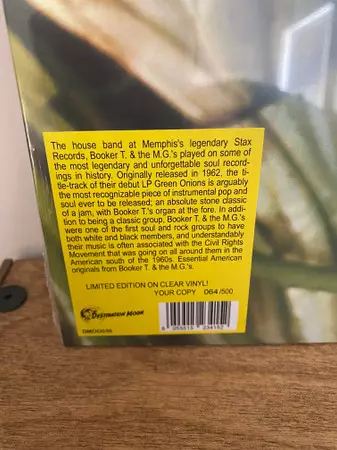 The house band at Memphis's legendary Stax
Records, Booker T. & the M.G.'s played on some of
the most legendary and unforgettable soul record-
ings in history. Originally released in 1962, the ti-
tle-track of their debut LP Green Onions is arguably
the most recognizable piece of instrumental pop and
soul ever to be released; an absolute stone classic
of a jam, with Booker T.'s organ at the fore. In addi-
tion to being a classic group, Booker T. & the M.G.'s
were one of the first soul and rock groups to have
both white and black members, and understandably
their music is often associated with the Civil Rights
Movement that was going on all around them in the
American south of the 1960s. Essential American
originals from Booker T. & the M.G.'s.
LIMITED EDITION ON CLEAR VINYL!
YOUR COPY 064/500
DESTINATION MOON